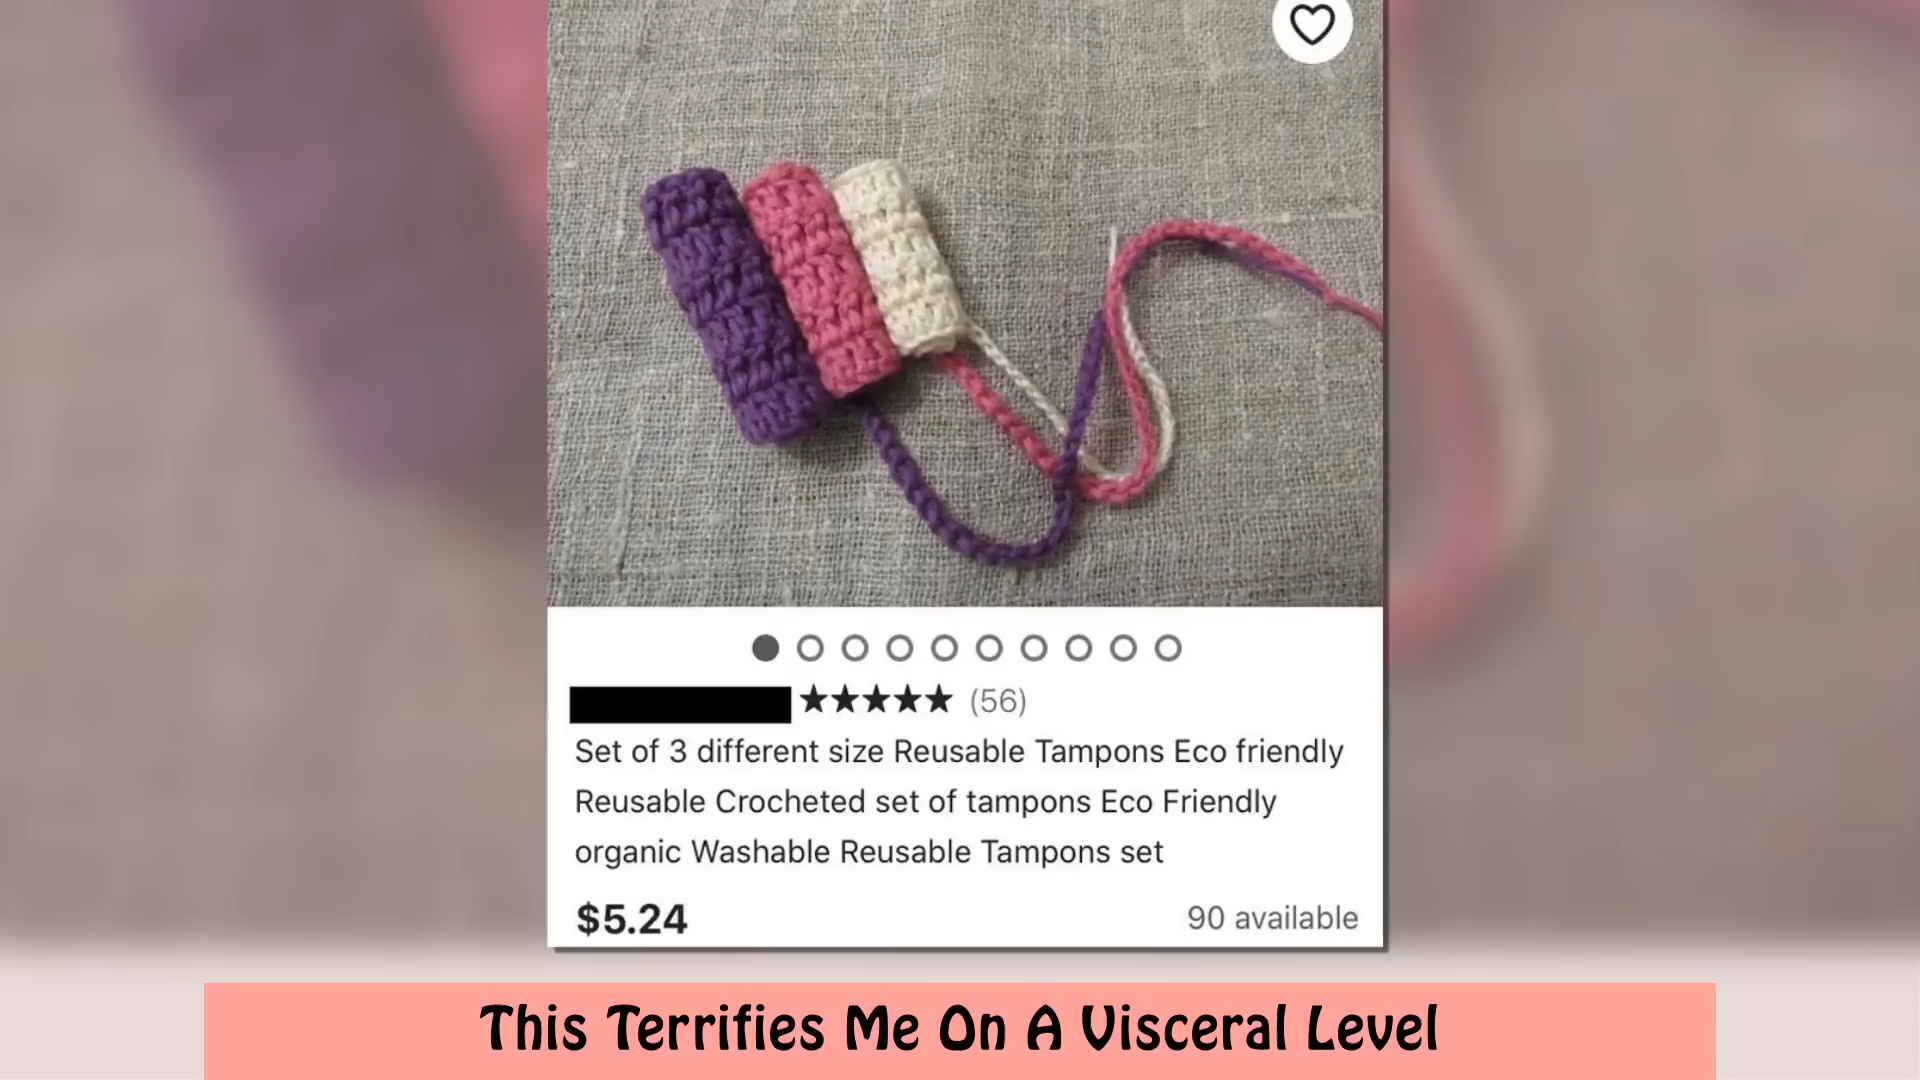 (56)
Set of 3 different size Reusable Tampons Eco friendly
Reusable Crocheted set of tampons Eco Friendly
organic Washable Reusable Tampons set
$5.24
90 available
This Terrifies Me On A Visceral Level